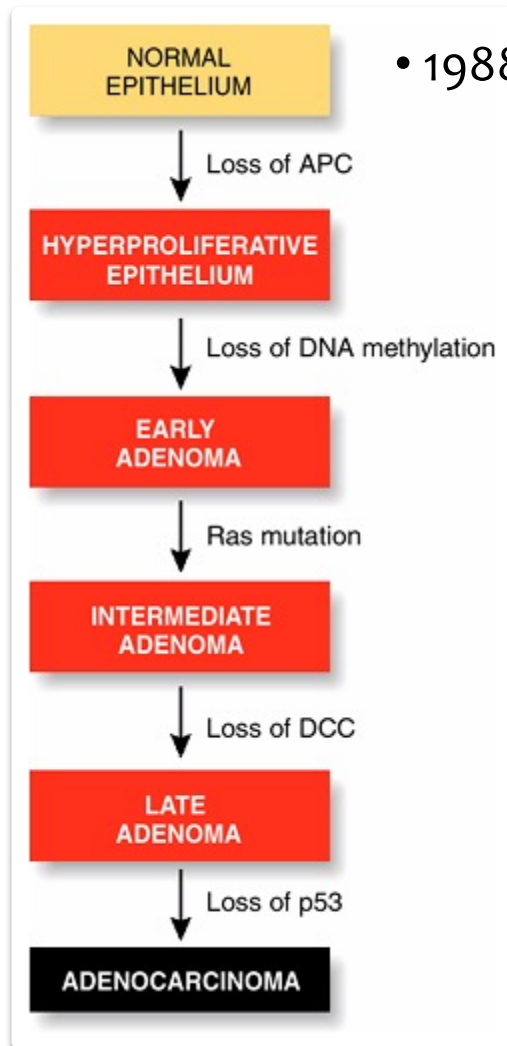 NORMAL
EPITHELIUM
• 1988
Loss of APC
HYPERPROLIFERATIVE
EPITHELIUM
Loss of DNA methylation
EARLY
ADENOMA
Ras mutation
INTERMEDIATE
ADENOMA
Loss of DCC
LATE
ADENOMA
Loss of p53
ADENOCARCINOMA